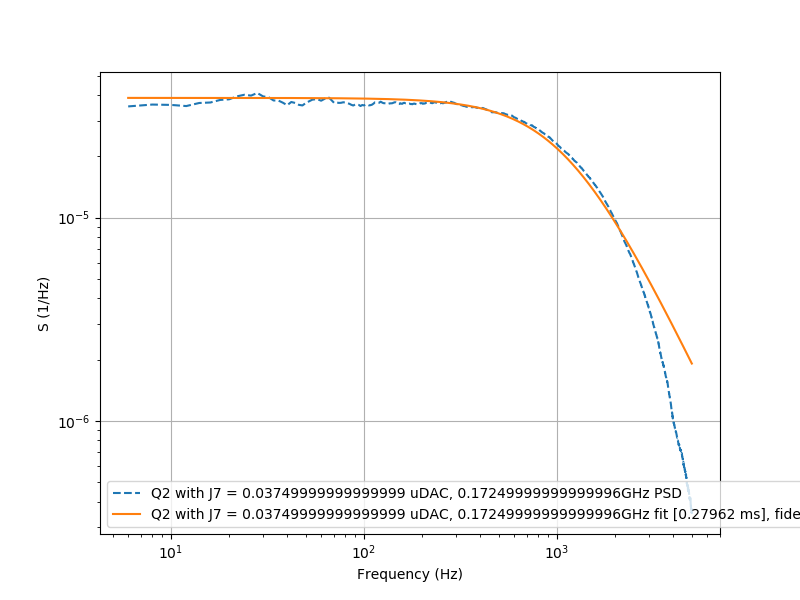 S (1/Hz)
10⁻⁵
10⁻⁶
Q2 with J7 = 0.03749999999999999 uDAC, 0.17249999999999996GHz PSD
Q2 with J7 = 0.03749999999999999 uDAC, 0.17249999999999996GHz fit [0.27962 ms], fide
10¹
10²
10³
Frequency (Hz)